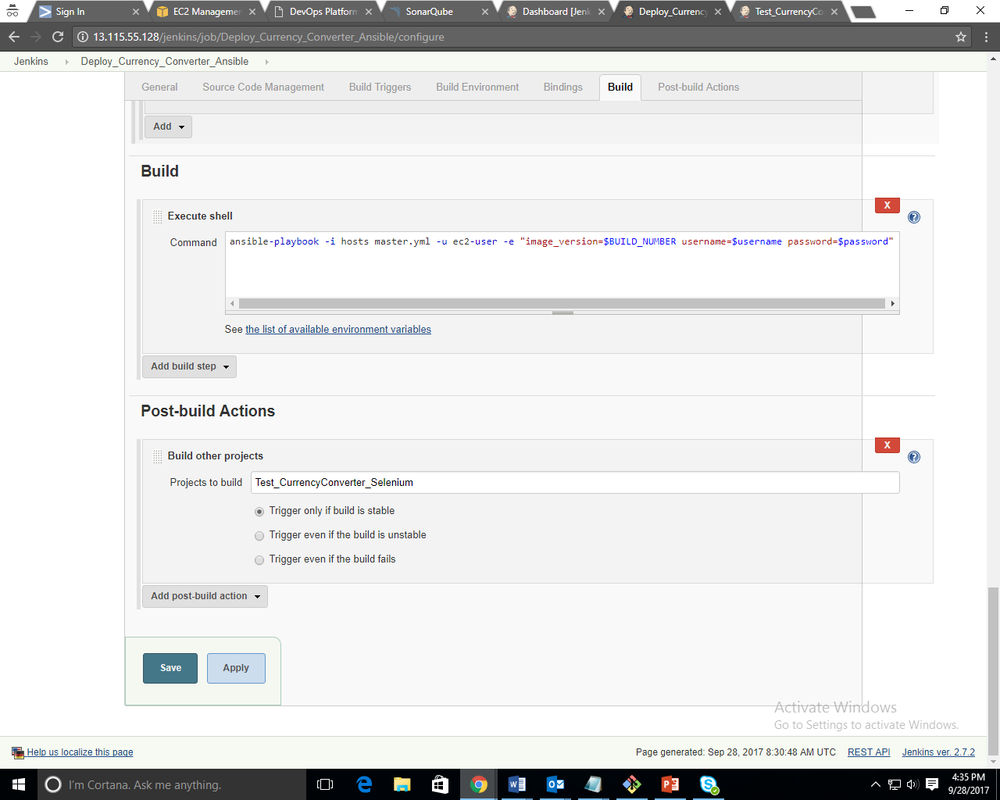 Sign In
EC2 Managemer
DevOps Platform
SonarQube
Dashboard [Jenk
Deploy_Currency
Test_CurrencyCo
13.115.55.128/jenkins/job/Deploy_Currency_Converter_Ansible/configure
Jenkins Deploy_Currency_Converter_Ansible
General Source Code Management Build Triggers Build Environment Bindings Build Post-build Actions
Add
Build
X
Execute shell ?
Command ansible-playbook -i hosts master.yml -u ec2-user -e "image_version=$BUILD_NUMBER username=$username password=$password"
See the list of available environment variables
Add build step
Post-build Actions
X
Build other projects ?
Projects to build Test_CurrencyConverter_Selenium
Trigger only if build is stable
Trigger even if the build is unstable
Trigger even if the build fails
Add post-build action
Save Apply
Activate Windows
Go to Settings to activate Windows.
Help us localize this page Page generated: Sep 28, 2017 8:30:48 AM UTC REST API Jenkins ver. 2.7.2
I'm Cortana. Ask me anything.
4:35 PM
9/28/2017